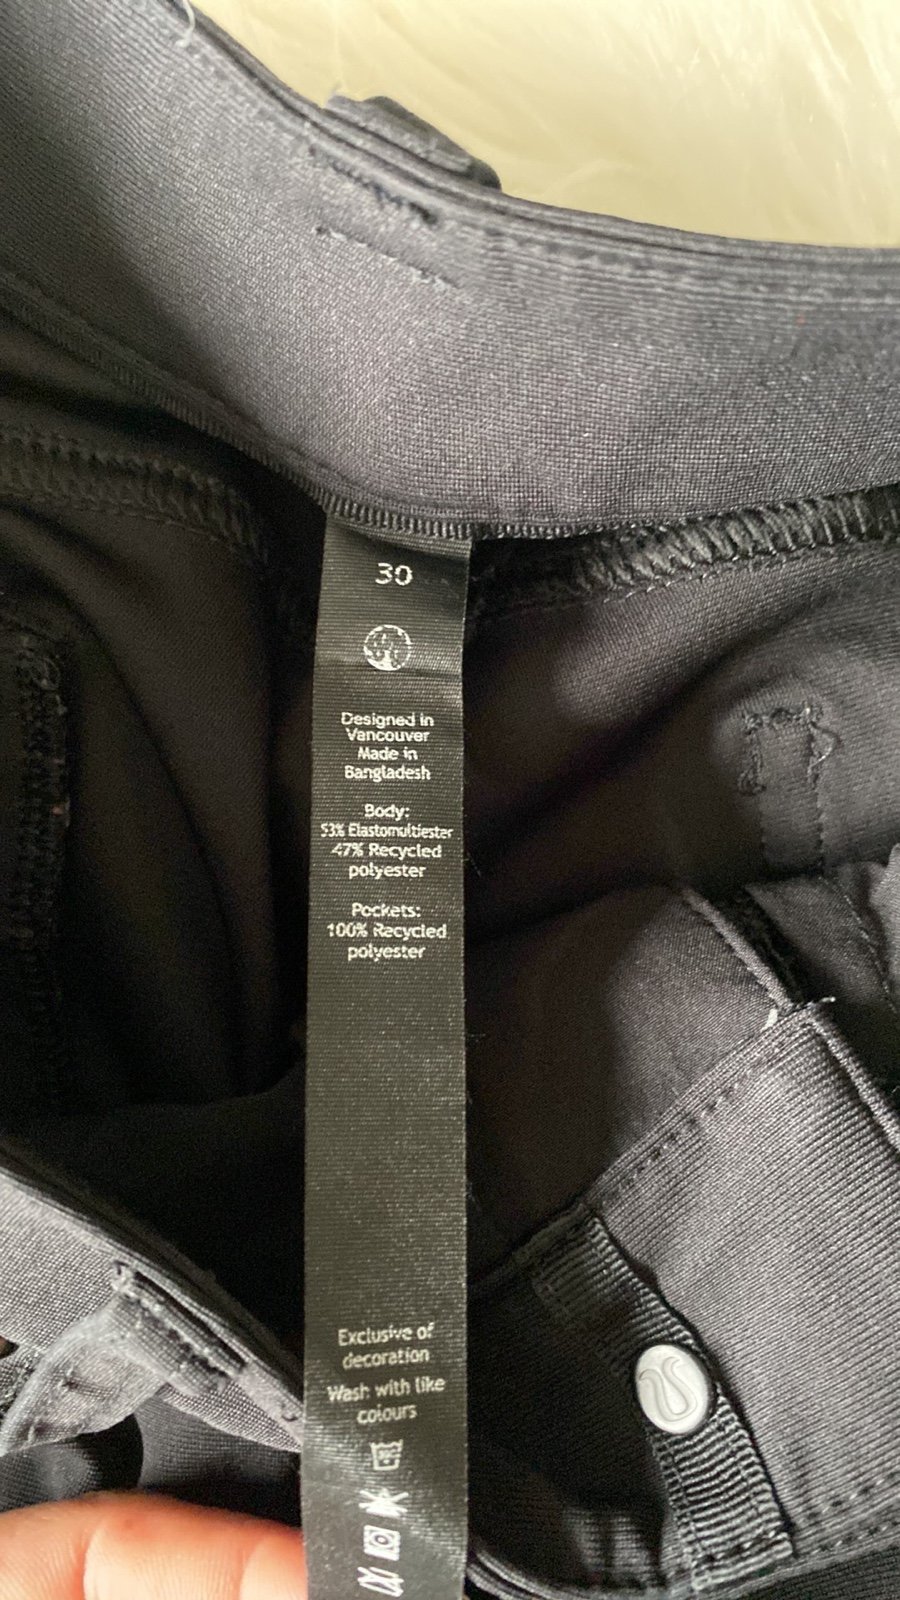 30
Designed in
Vancouver
Made in
Bangladesh
Body:
53% Elastomultiester
47% Recycled
polyester
Pockets:
100% Recycled
polyester
Exclusive of
decoration
Wash with like
colours